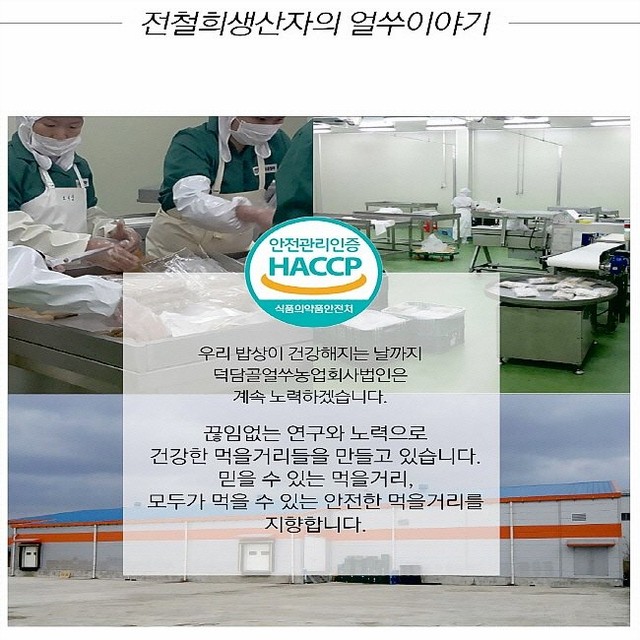 전철희생산자의 얼쑤이야기
안전관리인증
HACCP
식품의약품안전처
우리 밥상이 건강해지는 날까지
덕담골얼쑤농업회사법인은
계속 노력하겠습니다.
끊임없는 연구와 노력으로
건강한 먹을거리들을 만들고 있습니다.
믿을 수 있는 먹을거리,
모두가 먹을 수 있는 안전한 먹을거리를
지향합니다.